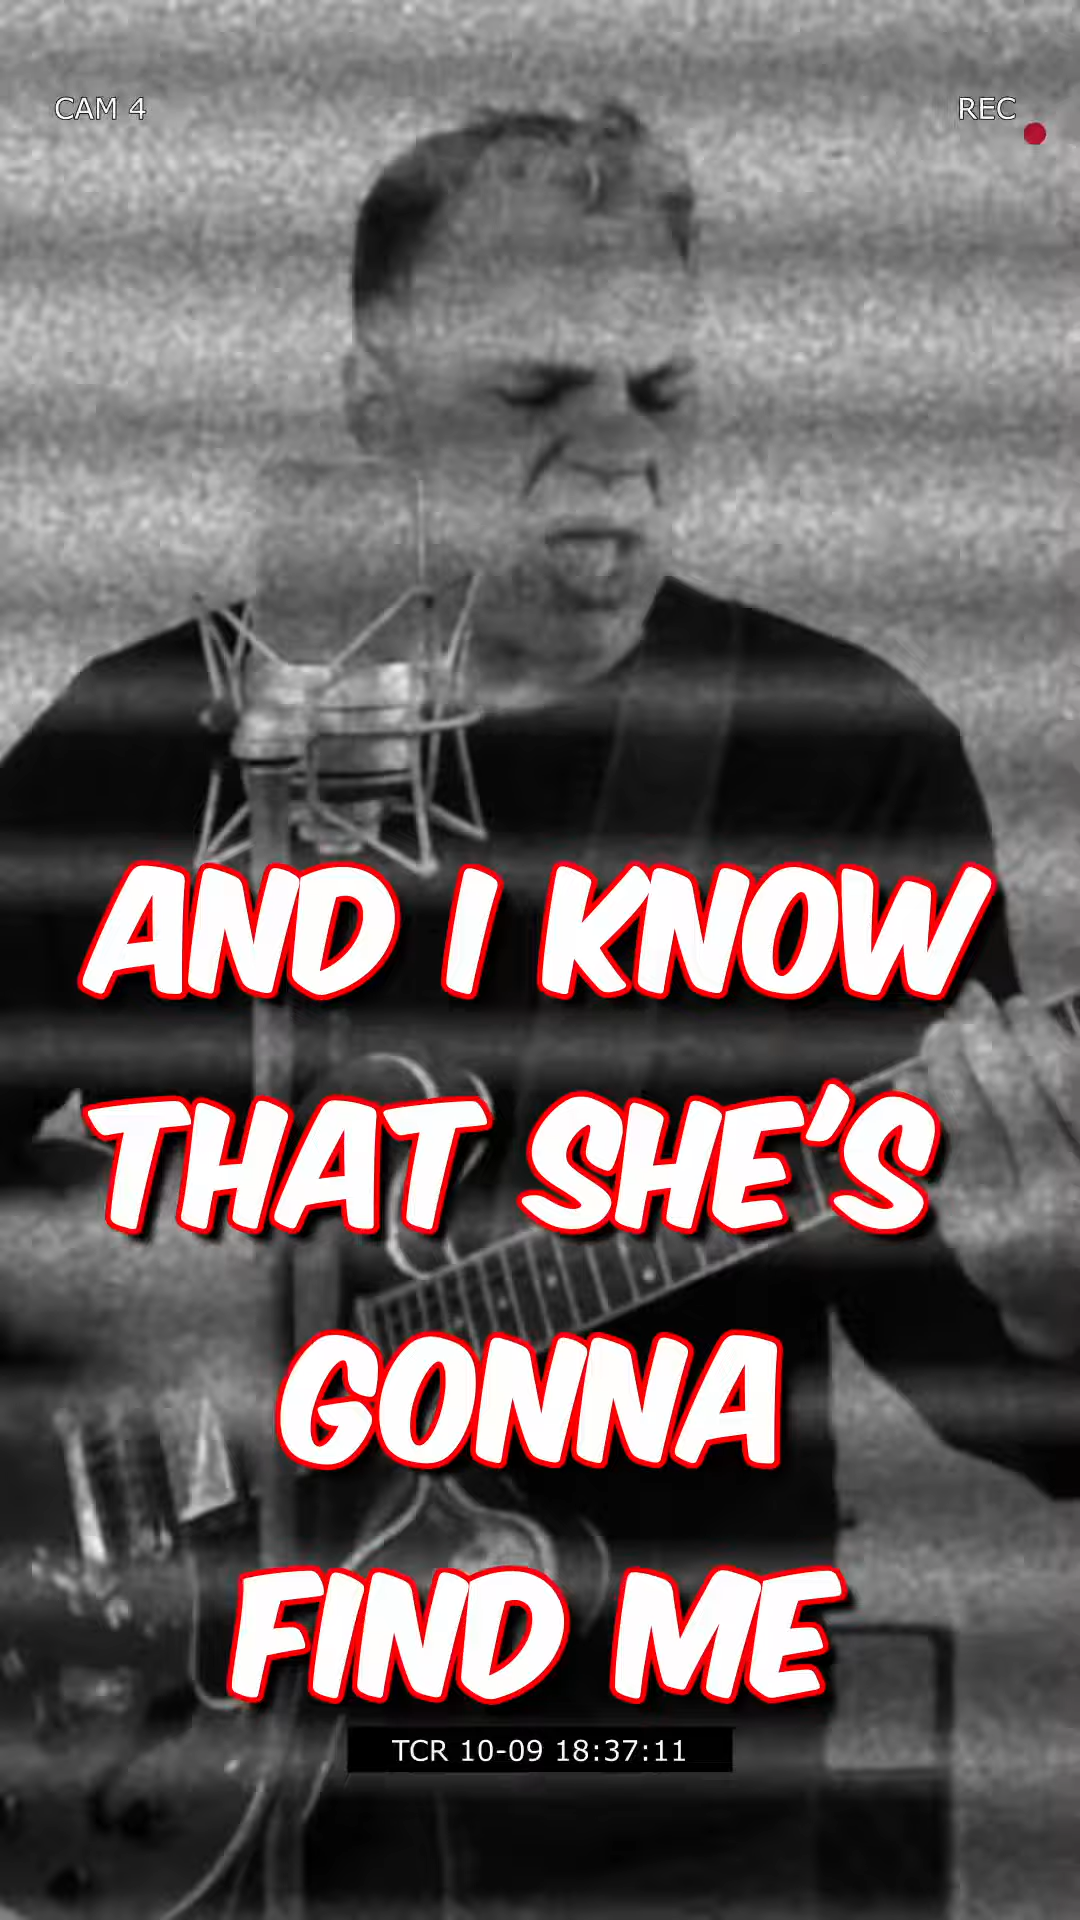 CAM 4
REC
AND I KNOW
THAT SHE'S
GONNA
FIND ME
TCR 10-09 18:37:11